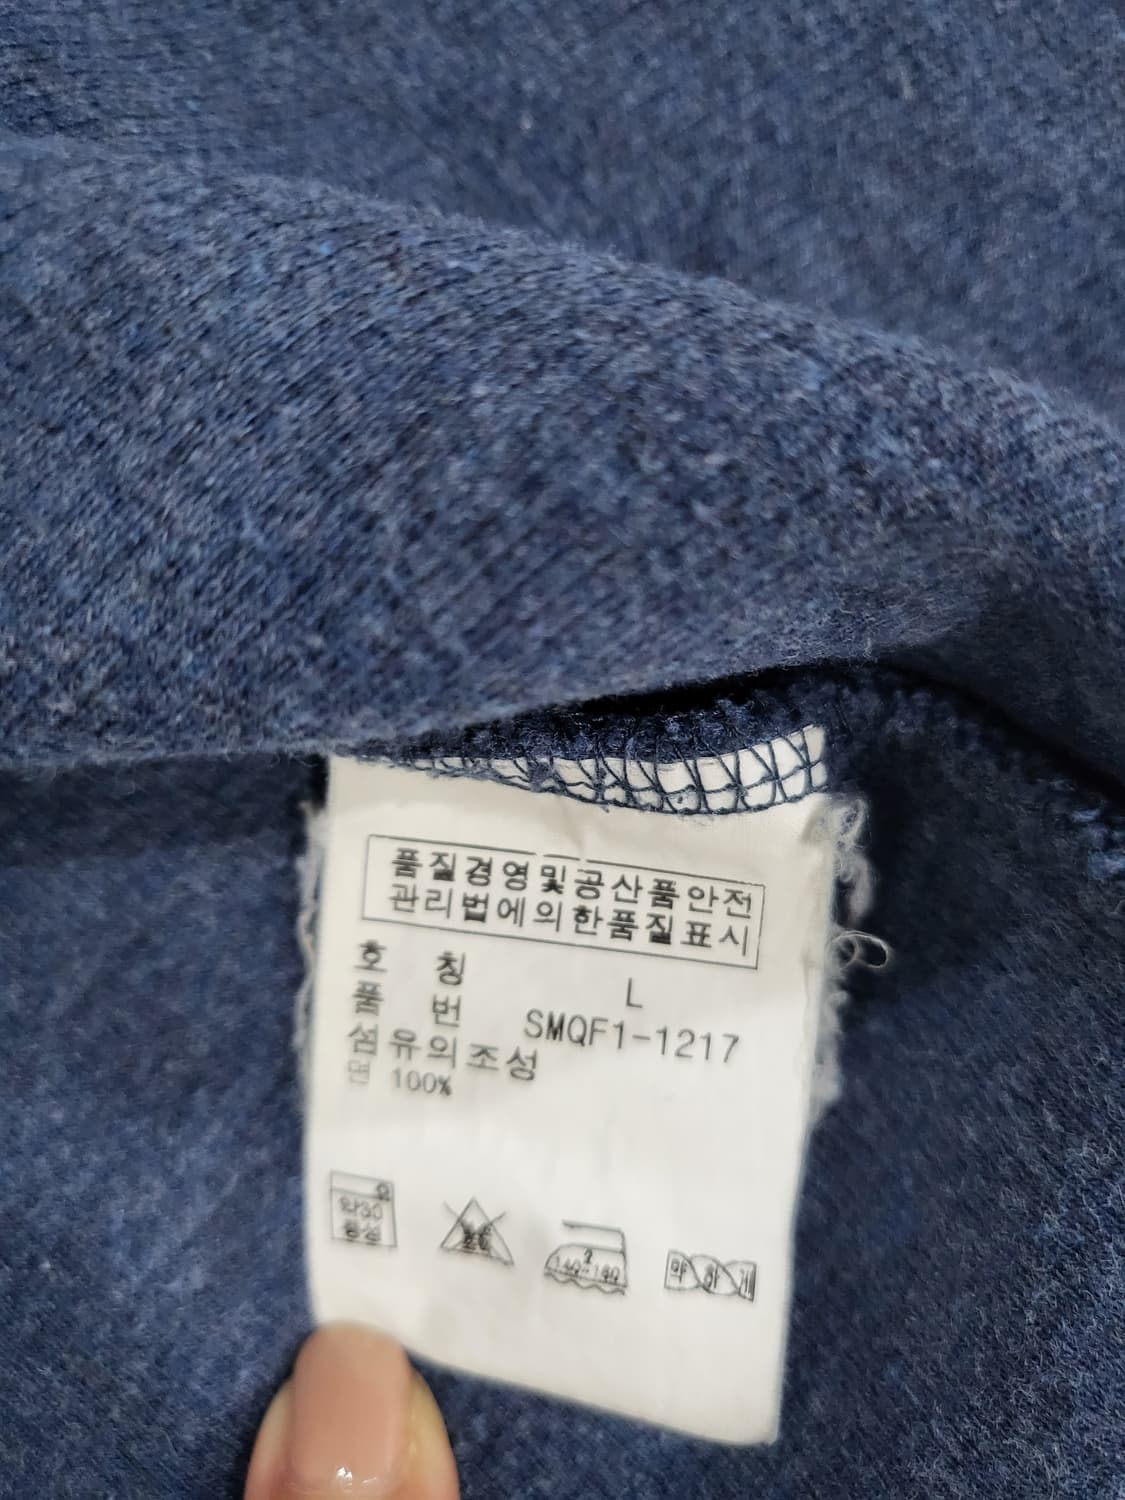 품질경영및공산품안전
관리법에의한품질표시
호 칭 L
품 번 SMQF1-1217
섬유의조성
면 100%
약30
중성
2
140-160
약하게